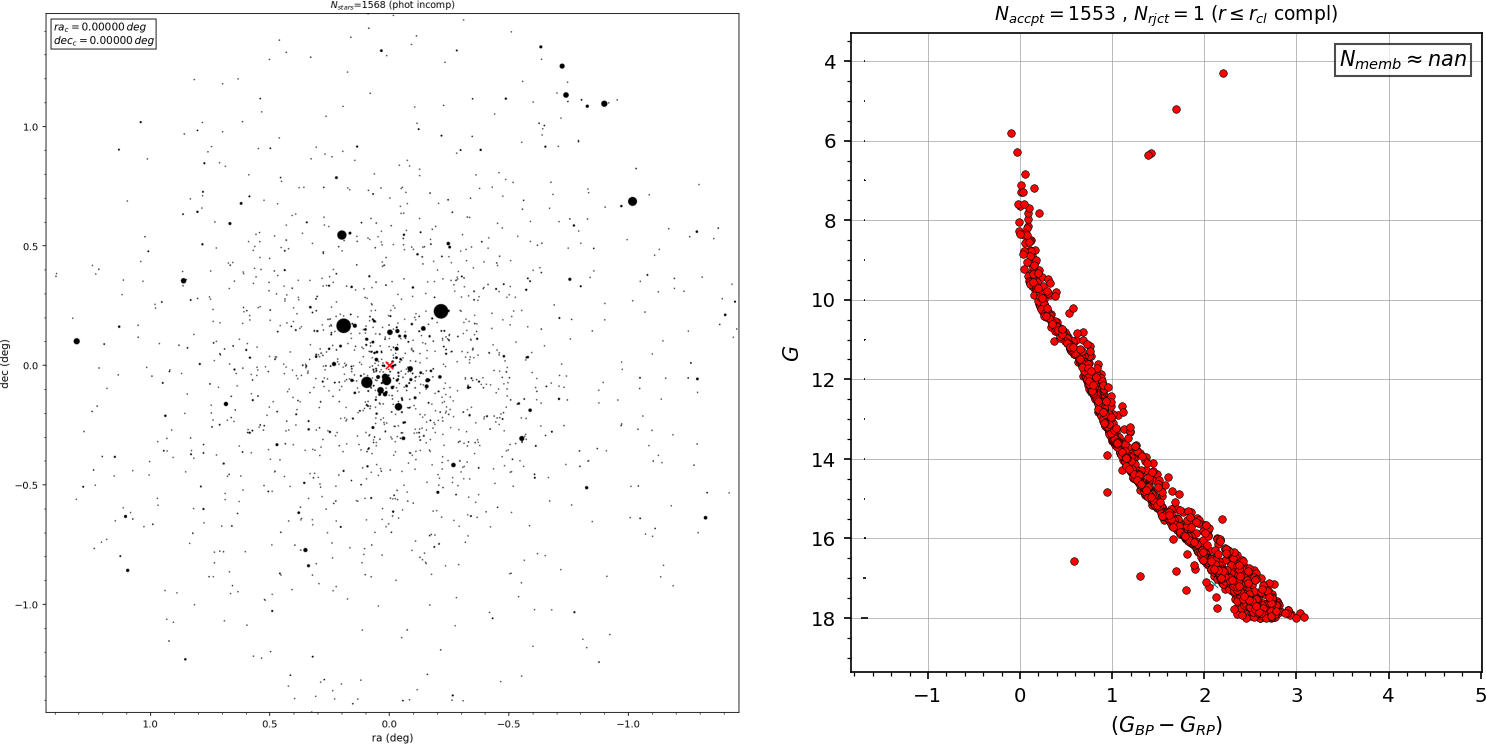 N_stars=1568 (phot incomp)
ra_c = 0.00000 deg
dec_c = 0.00000 deg
1.0
0.5
0.0
−0.5
−1.0
dec (deg)
1.0 0.5 0.0 −0.5 −1.0
ra (deg)
N_accpt = 1553 , N_rjct = 1 (r ≤ r_cl compl)
N_memb ≈ nan
4
6
8
10
12
14
16
18
G
−1 0 1 2 3 4 5
(G_BP − G_RP)